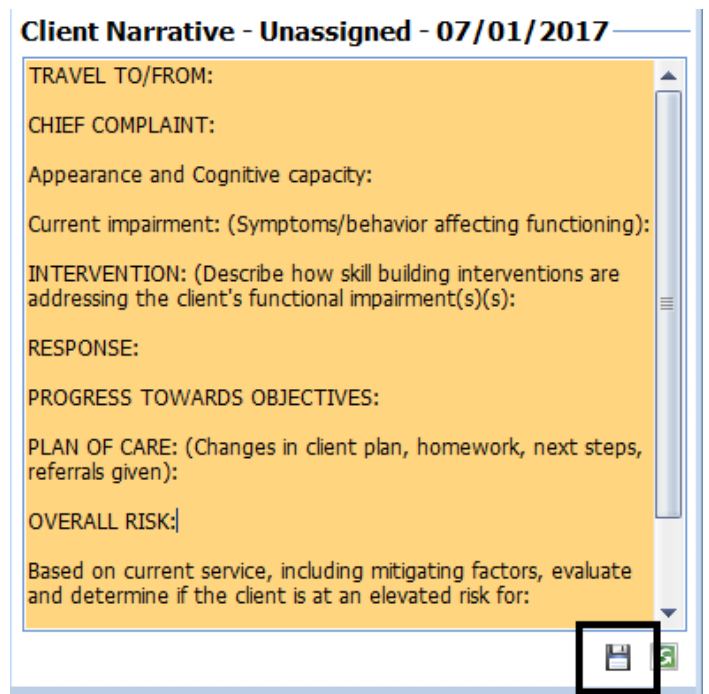 Client Narrative - Unassigned - 07/01/2017
TRAVEL TO/FROM:
CHIEF COMPLAINT:
Appearance and Cognitive capacity:
Current impairment: (Symptoms/behavior affecting functioning):
INTERVENTION: (Describe how skill building interventions are
addressing the client's functional impairment(s)(s):
RESPONSE:
PROGRESS TOWARDS OBJECTIVES:
PLAN OF CARE: (Changes in client plan, homework, next steps,
referrals given):
OVERALL RISK:
Based on current service, including mitigating factors, evaluate
and determine if the client is at an elevated risk for: